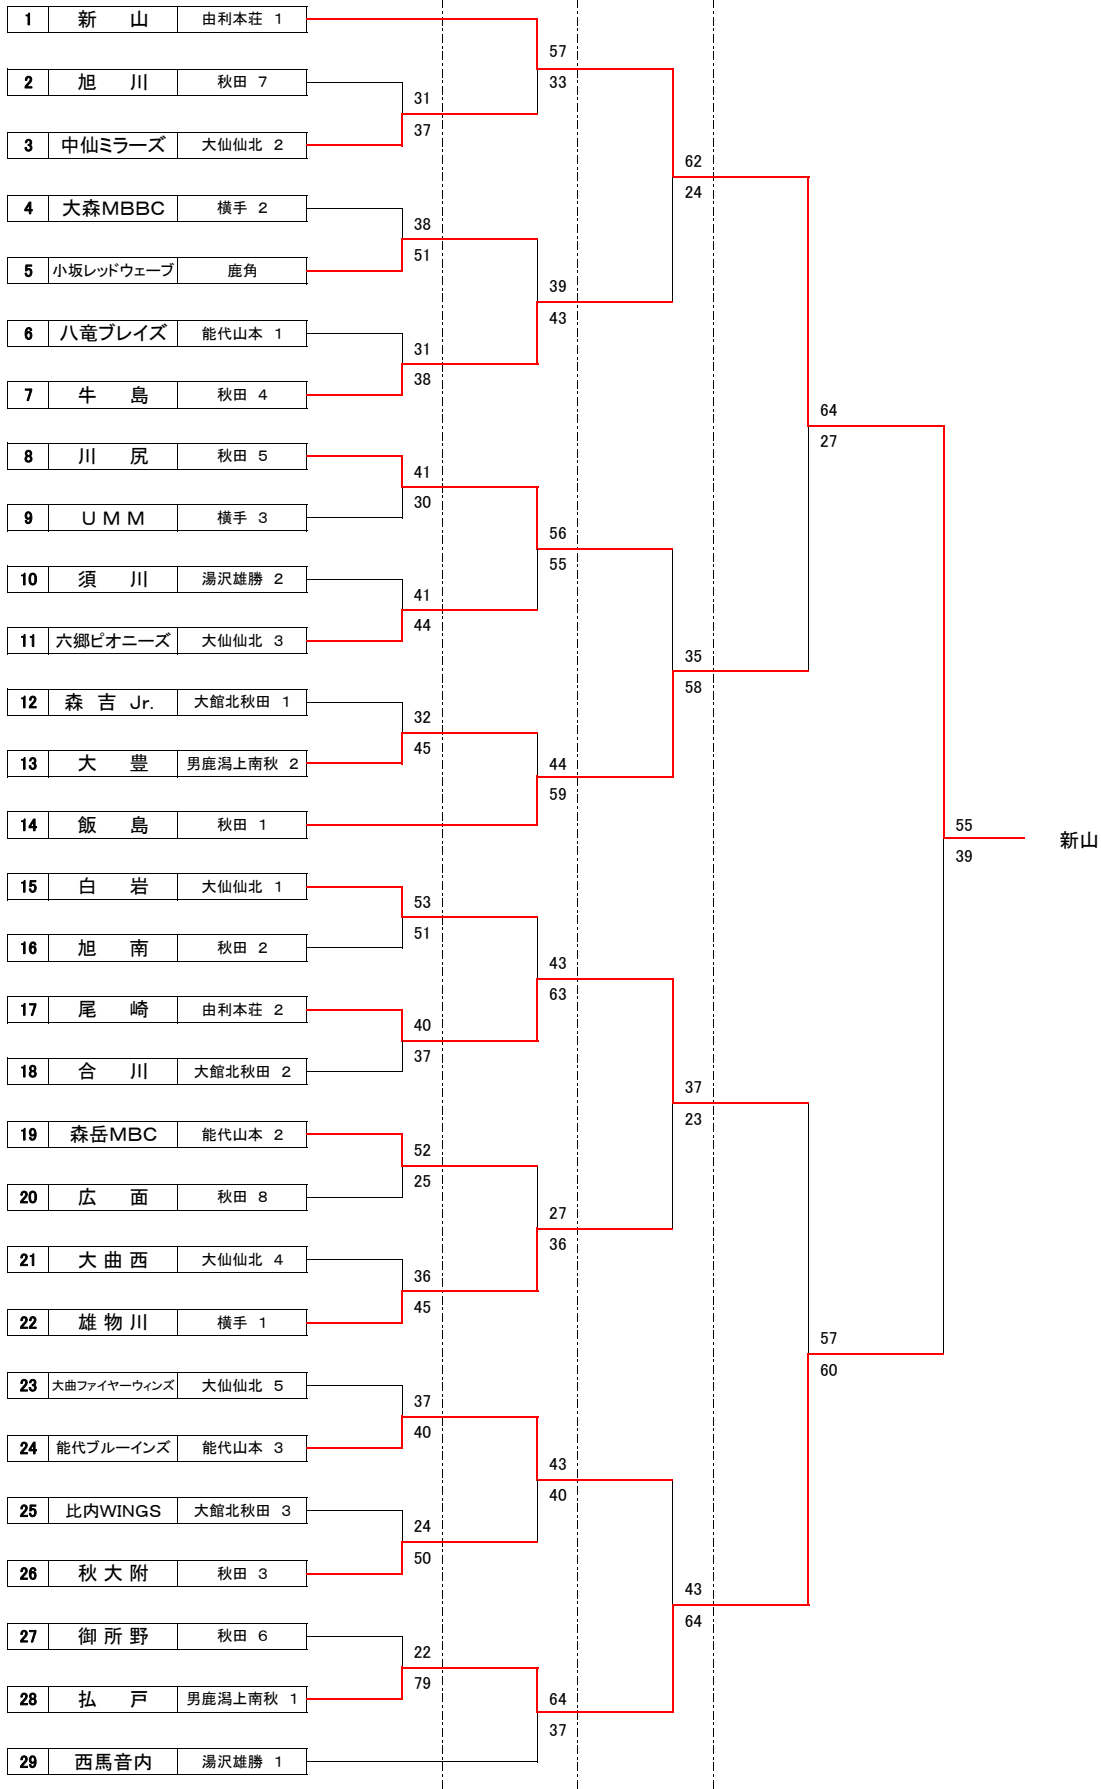 1 新 山 由利本荘 1
57
2 旭 川 秋田 7
33
31
37
3 中仙ミラーズ 大仙仙北 2
62
24
4 大森MBBC 横手 2
38
51
5 小坂レッドウェーブ 鹿角
39
43
6 八竜ブレイズ 能代山本 1
31
38
7 牛 島 秋田 4
64
27
8 川 尻 秋田 5
41
30
9 UMM 横手 3
56
55
10 須 川 湯沢雄勝 2
41
44
11 六郷ピオニーズ 大仙仙北 3
35
58
12 森 吉 Jr. 大館北秋田 1
32
45
13 大 豊 男鹿潟上南秋 2
44
59
14 飯 島 秋田 1
55
39
新山
15 白 岩 大仙仙北 1
53
51
16 旭 南 秋田 2
43
63
17 尾 崎 由利本荘 2
40
37
18 合 川 大館北秋田 2
37
23
19 森岳MBC 能代山本 2
52
25
20 広 面 秋田 8
27
36
21 大曲西 大仙仙北 4
36
45
22 雄物川 横手 1
57
60
23 大曲ファイヤーウィンズ 大仙仙北 5
37
40
24 能代ブルーインズ 能代山本 3
43
40
25 比内WINGS 大館北秋田 3
24
50
26 秋大附 秋田 3
43
64
27 御所野 秋田 6
22
79
28 払 戸 男鹿潟上南秋 1
64
37
29 西馬音内 湯沢雄勝 1